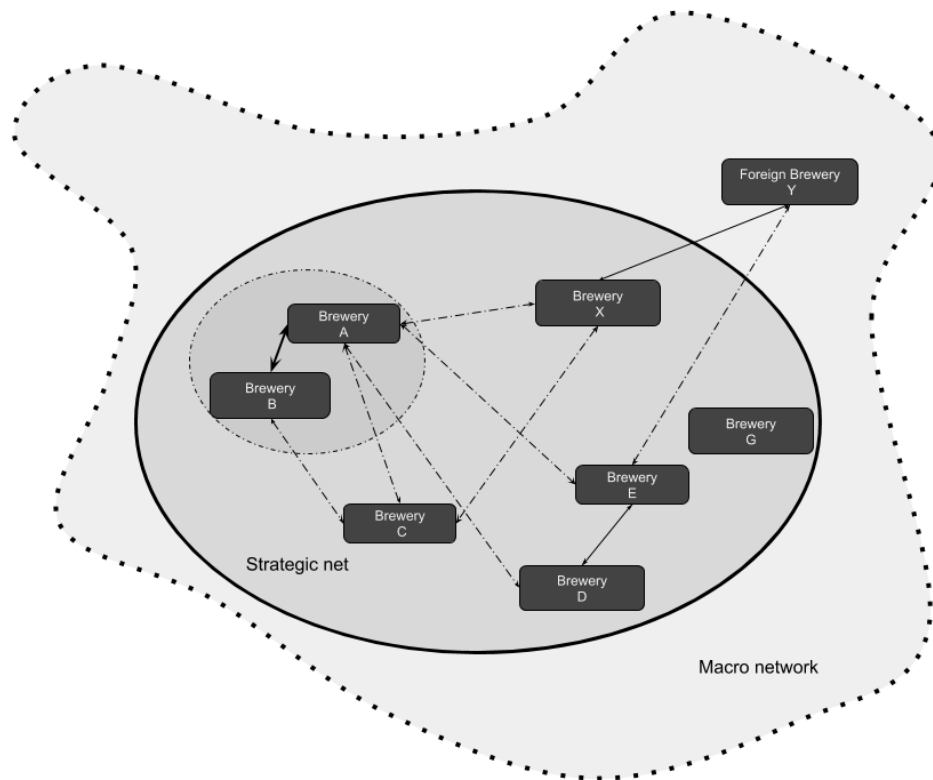 Foreign Brewery
Y
Brewery
X
Brewery
A
Brewery
B
Brewery
G
Brewery
E
Brewery
C
Strategic net
Brewery
D
Macro network